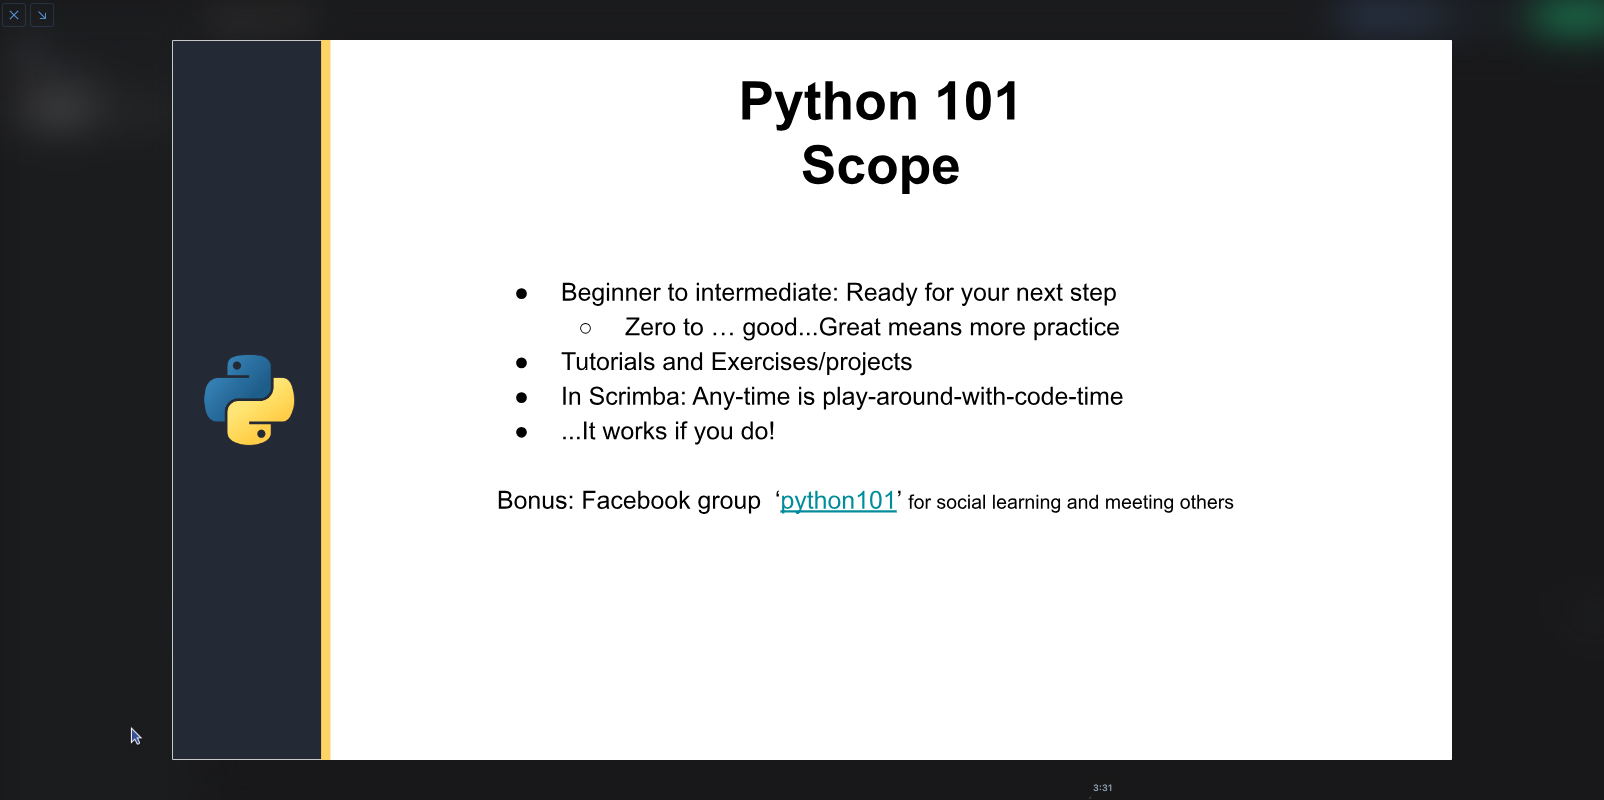 Python 101
Scope
● Beginner to intermediate: Ready for your next step
○ Zero to … good...Great means more practice
● Tutorials and Exercises/projects
● In Scrimba: Any-time is play-around-with-code-time
● ...It works if you do!
Bonus: Facebook group ‘python101’ for social learning and meeting others
3:31